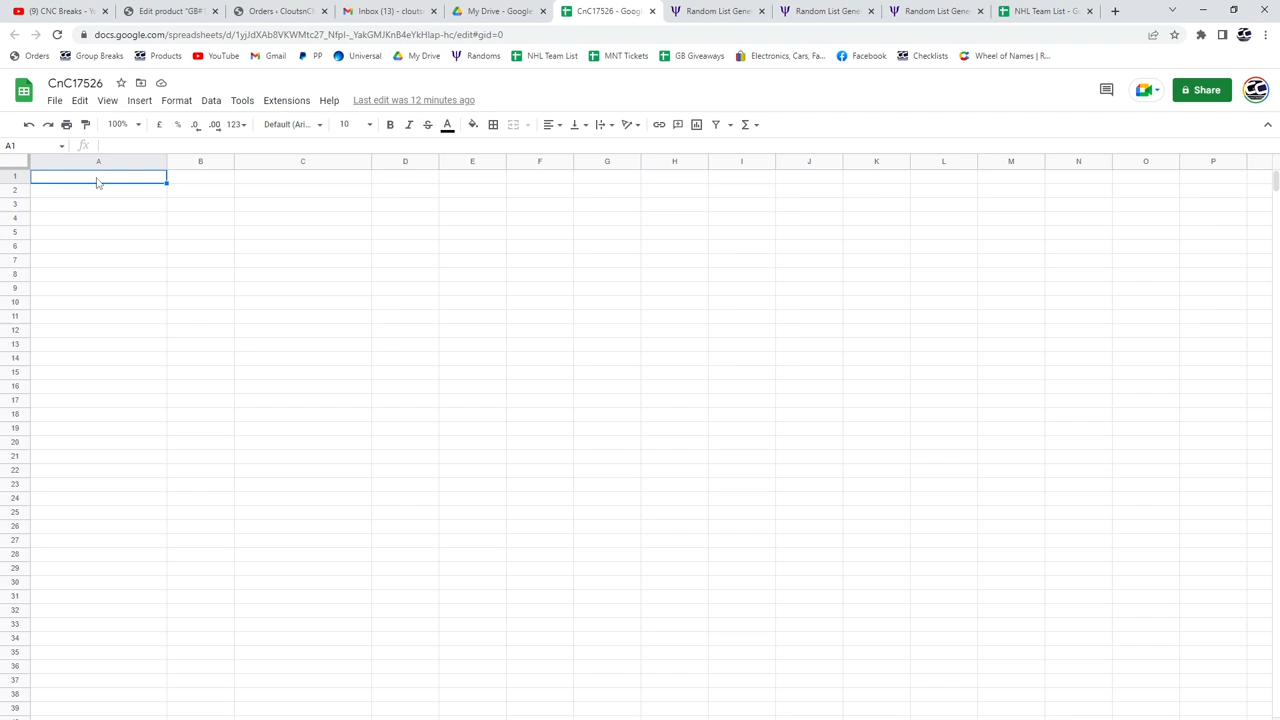 (9) CNC Breaks - Yo
Edit product "GB#1
Orders ‹ CloutsnCh
Inbox (13) - clouts
My Drive - Google
CnC17526 - Googl
Random List Gene
Random List Gene
Random List Gene
NHL Team List - Go
docs.google.com/spreadsheets/d/1yjJdXAb8VKWMtc27_Nfpl-_YakGMJKnB4eYkHlap-hc/edit#gid=0
Orders Group Breaks Products YouTube Gmail PP Universal My Drive Randoms NHL Team List MNT Tickets GB Giveaways Electronics, Cars, Fa... Facebook Checklists Wheel of Names | R...
CnC17526
File Edit View Insert Format Data Tools Extensions Help Last edit was 12 minutes ago
Share
100% £ % .0 .00 123 Default (Ari... 10 B I S A
A1 fx
A B C D E F G H I J K L M N O P
1
2
3
4
5
6
7
8
9
10
11
12
13
14
15
16
17
18
19
20
21
22
23
24
25
26
27
28
29
30
31
32
33
34
35
36
37
38
39